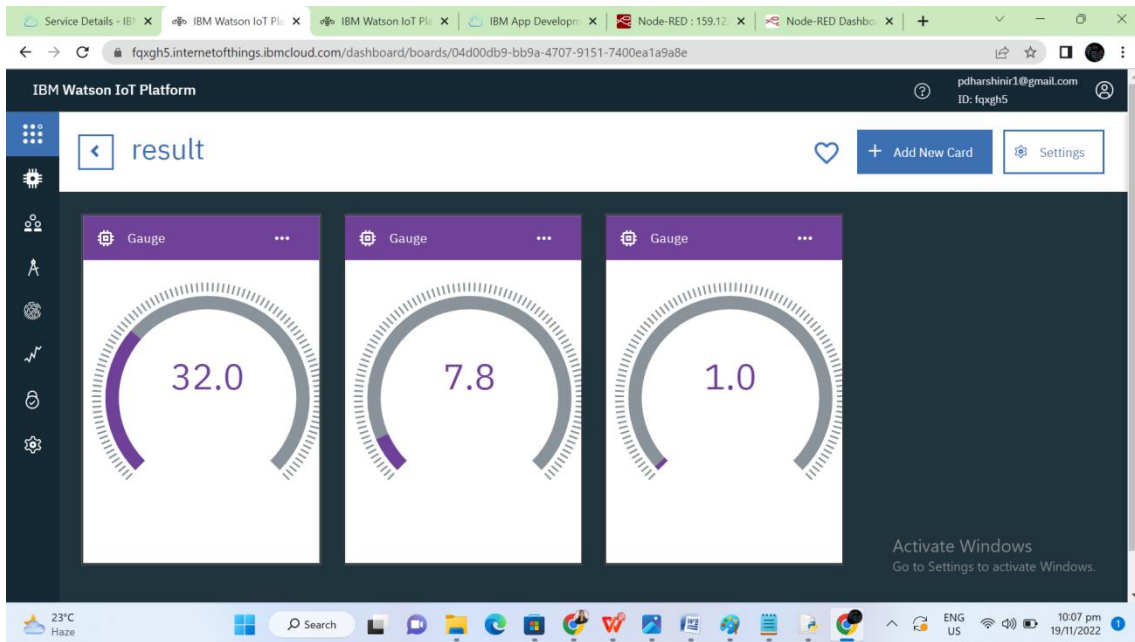 Service Details - IB
IBM Watson IoT Pla
IBM Watson IoT Pla
IBM App Developm
Node-RED : 159.12
Node-RED Dashbo
fqxgh5.internetofthings.ibmcloud.com/dashboard/boards/04d00db9-bb9a-4707-9151-7400ea1a9a8e
IBM Watson IoT Platform
pdharshinir1@gmail.com
ID: fqxgh5
result
+ Add New Card
Settings
Gauge
Gauge
Gauge
32.0
7.8
1.0
Activate Windows
Go to Settings to activate Windows.
23°C
Haze
Search
ENG
US
10:07 pm
19/11/2022
1